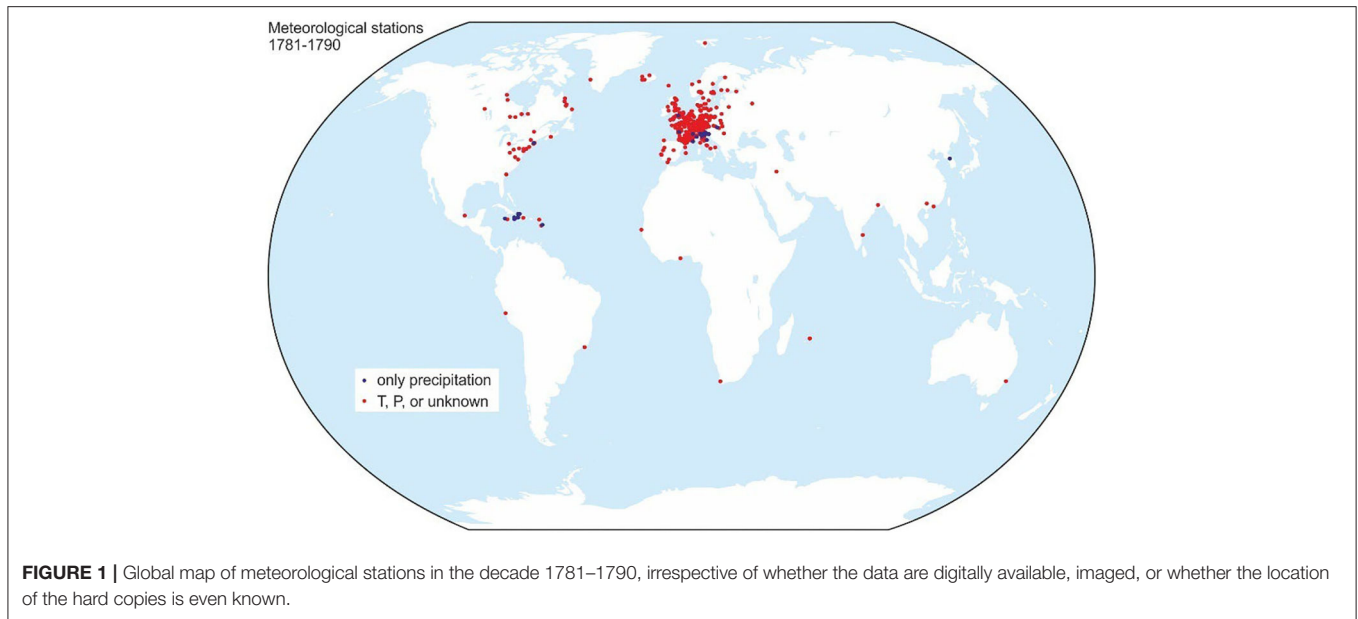 Meteorological stations
1781-1790
only precipitation
T, P, or unknown
FIGURE 1 | Global map of meteorological stations in the decade 1781–1790, irrespective of whether the data are digitally available, imaged, or whether the location
of the hard copies is even known.